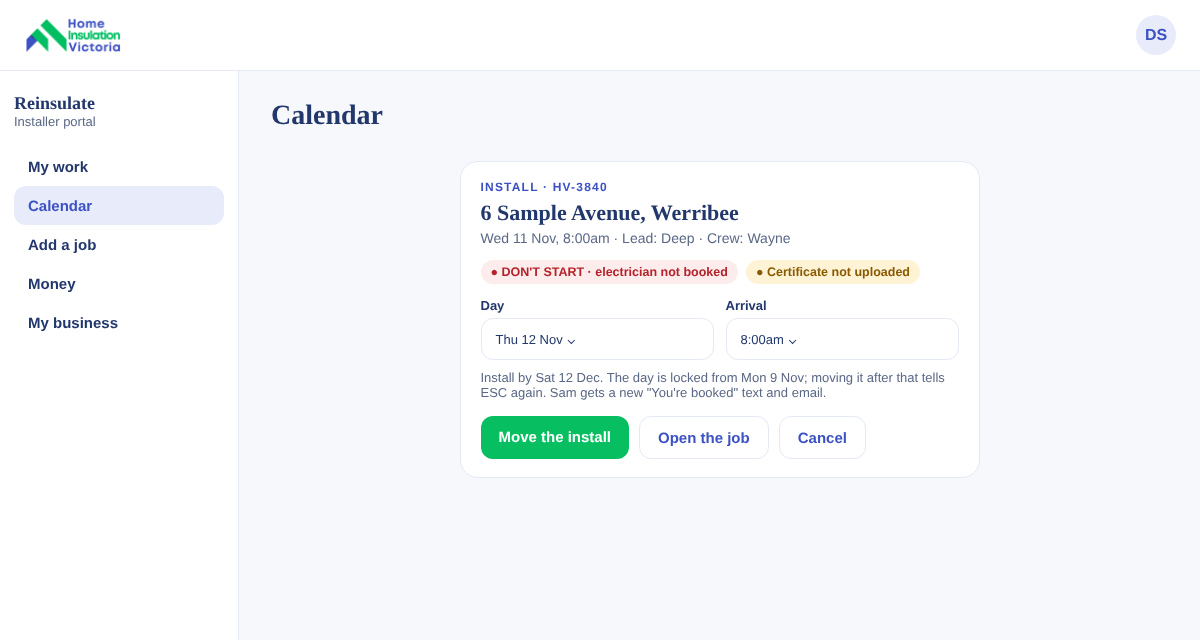 Home
Insulation
Victoria
DS
Reinsulate
Installer portal
My work
Calendar
Add a job
Money
My business
Calendar
INSTALL · HV-3840
6 Sample Avenue, Werribee
Wed 11 Nov, 8:00am · Lead: Deep · Crew: Wayne
● DON'T START · electrician not booked ● Certificate not uploaded
Day Arrival
Thu 12 Nov 8:00am
Install by Sat 12 Dec. The day is locked from Mon 9 Nov; moving it after that tells
ESC again. Sam gets a new "You're booked" text and email.
Move the install Open the job Cancel